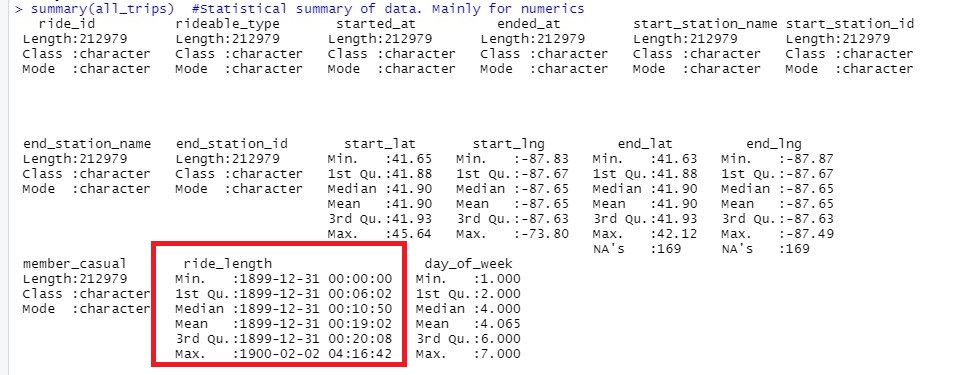 > summary(all_trips)  #Statistical summary of data. Mainly for numerics
ride_id rideable_type started_at ended_at start_station_name start_station_id
Length:212979 Length:212979 Length:212979 Length:212979 Length:212979 Length:212979
Class :character Class :character Class :character Class :character Class :character Class :character
Mode  :character Mode  :character Mode  :character Mode  :character Mode  :character Mode  :character
end_station_name end_station_id start_lat start_lng end_lat end_lng
Length:212979 Length:212979 Min.   :41.65 Min.   :-87.83 Min.   :41.63 Min.   :-87.87
Class :character Class :character 1st Qu.:41.88 1st Qu.:-87.67 1st Qu.:41.88 1st Qu.:-87.67
Mode  :character Mode  :character Median :41.90 Median :-87.65 Median :41.90 Median :-87.65
Mean   :41.90 Mean   :-87.65 Mean   :41.90 Mean   :-87.65
3rd Qu.:41.93 3rd Qu.:-87.63 3rd Qu.:41.93 3rd Qu.:-87.63
Max.   :45.64 Max.   :-73.80 Max.   :42.12 Max.   :-87.49
NA's   :169 NA's   :169
member_casual ride_length day_of_week
Length:212979 Min.   :1899-12-31 00:00:00 Min.   :1.000
Class :character 1st Qu.:1899-12-31 00:06:02 1st Qu.:2.000
Mode  :character Median :1899-12-31 00:10:50 Median :4.000
Mean   :1899-12-31 00:19:02 Mean   :4.065
3rd Qu.:1899-12-31 00:20:08 3rd Qu.:6.000
Max.   :1900-02-02 04:16:42 Max.   :7.000